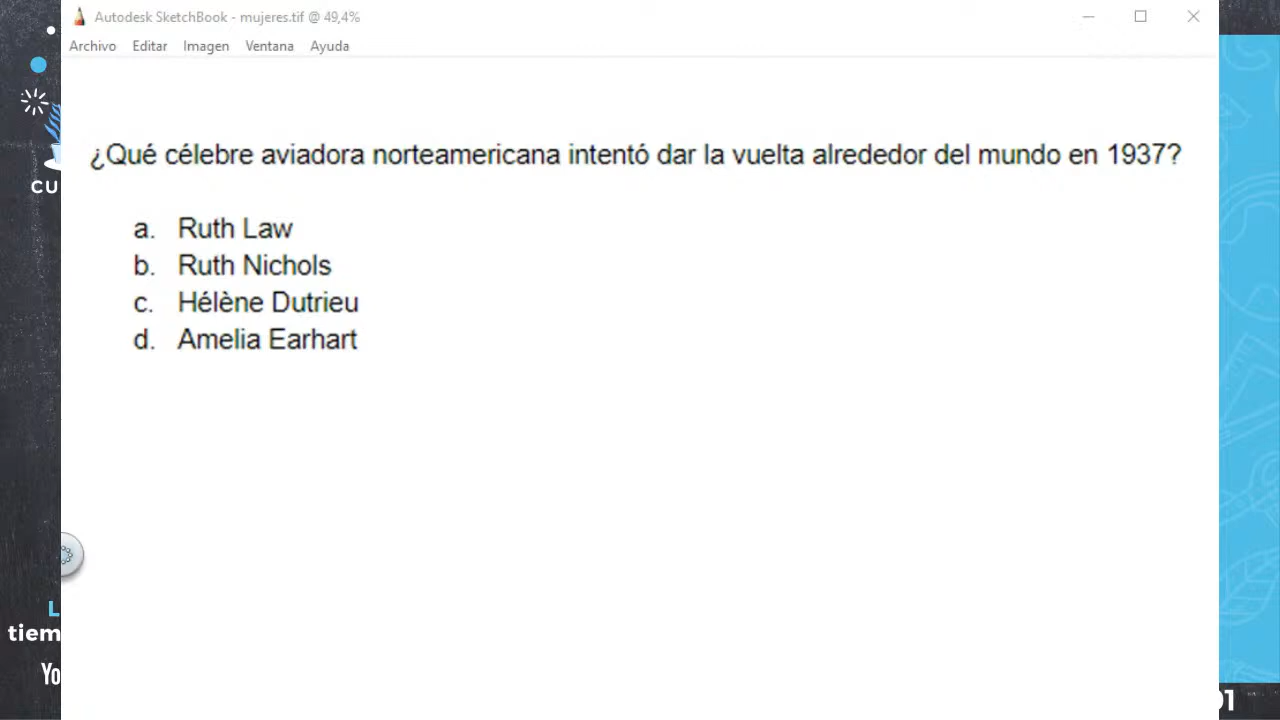 Autodesk SketchBook - mujeres.tif @ 49,4%
Archivo Editar Imagen Ventana Ayuda
¿Qué célebre aviadora norteamericana intentó dar la vuelta alrededor del mundo en 1937?
a. Ruth Law
b. Ruth Nichols
c. Hélène Dutrieu
d. Amelia Earhart
CU
L
tiem
Yo
01